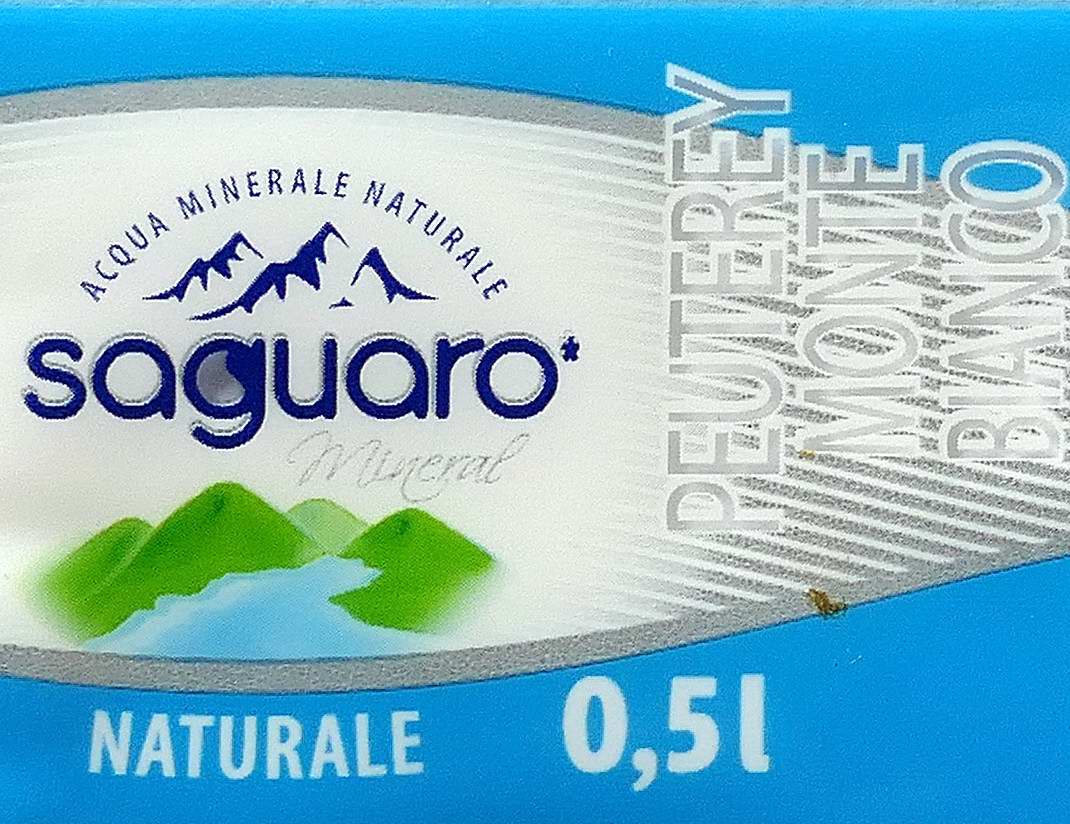 ACQUA MINERALE NATURALE
saguaro*
Mineral
PEUTEREY
MONTE
BIANCO
NATURALE
0,5l